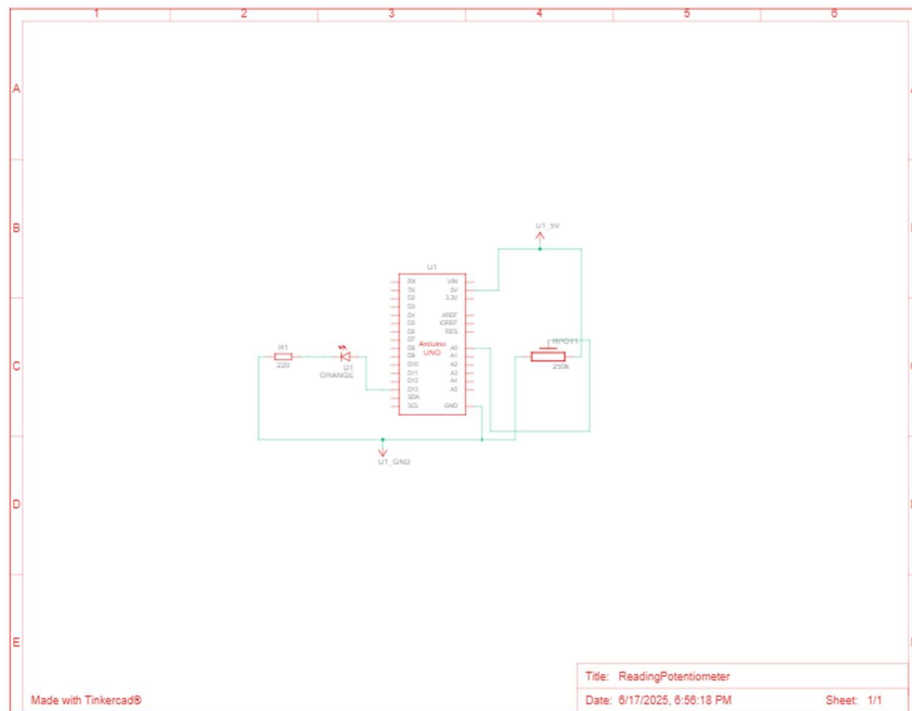 1 2 3 4 5 6
A A
B
U1_5V
U1
RX VIN
TX 5V
D2 3.3V
D3
D4 AREF
D5 IOREF
D6 RES
D7
D8 A0
D9 A1
D10 A2
D11 A3
D12 A4
D13 A5
SDA
SCL GND
Arduino
UNO
C
R1
220
D1
ORANGE
250k
U1_GND
D
E
Title: ReadingPotentiometer
Made with Tinkercad® Date: 6/17/2025, 6:56:18 PM Sheet: 1/1